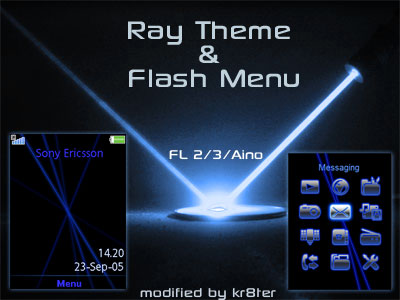 Ray Theme
&
Flash Menu
FL 2/3/Aino
Sony Ericsson
14.20
23-Sep-05
Menu
Messaging
modified by kr8ter